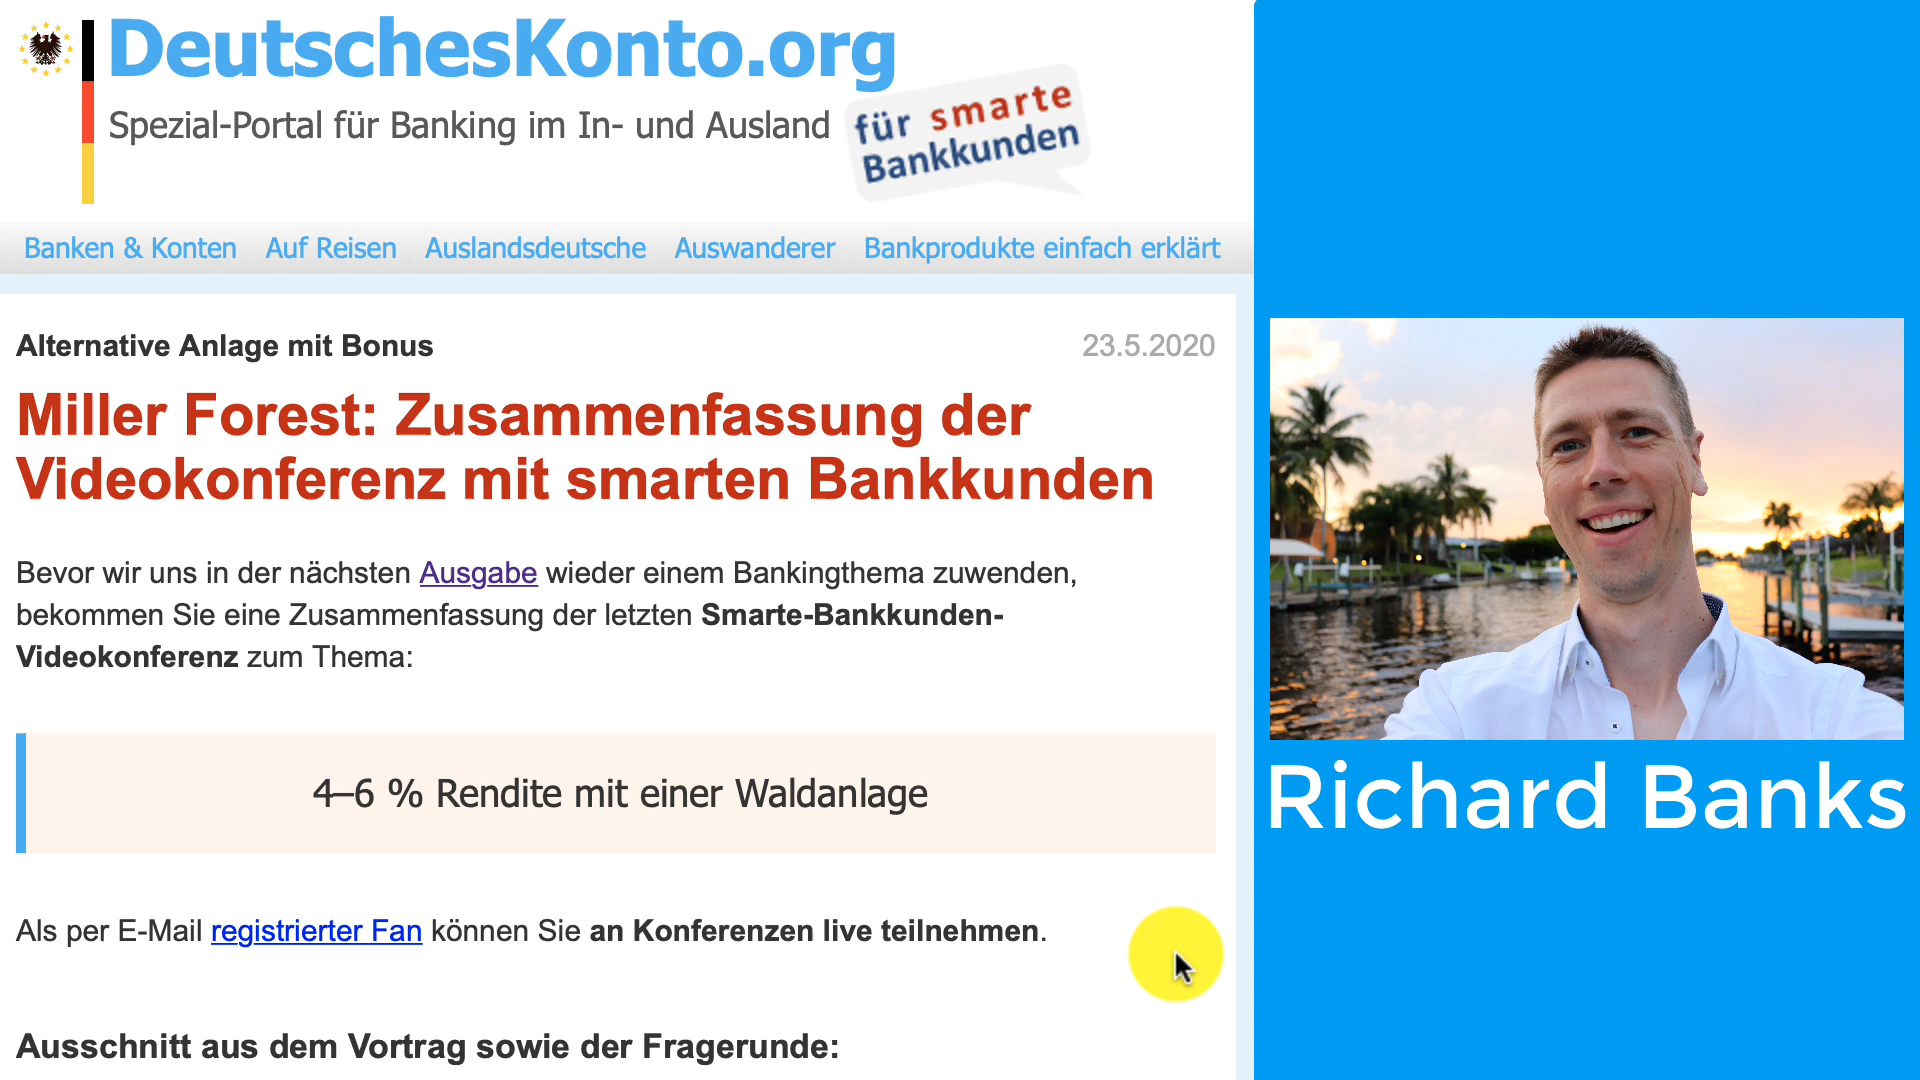 DeutschesKonto.org
Spezial-Portal für Banking im In- und Ausland
für smarte
Bankkunden
Banken & Konten Auf Reisen Auslandsdeutsche Auswanderer Bankprodukte einfach erklärt
Alternative Anlage mit Bonus 23.5.2020
Miller Forest: Zusammenfassung der
Videokonferenz mit smarten Bankkunden
Bevor wir uns in der nächsten Ausgabe wieder einem Bankingthema zuwenden,
bekommen Sie eine Zusammenfassung der letzten Smarte-Bankkunden-
Videokonferenz zum Thema:
4–6 % Rendite mit einer Waldanlage
Als per E-Mail registrierter Fan können Sie an Konferenzen live teilnehmen.
Ausschnitt aus dem Vortrag sowie der Fragerunde:
Richard Banks